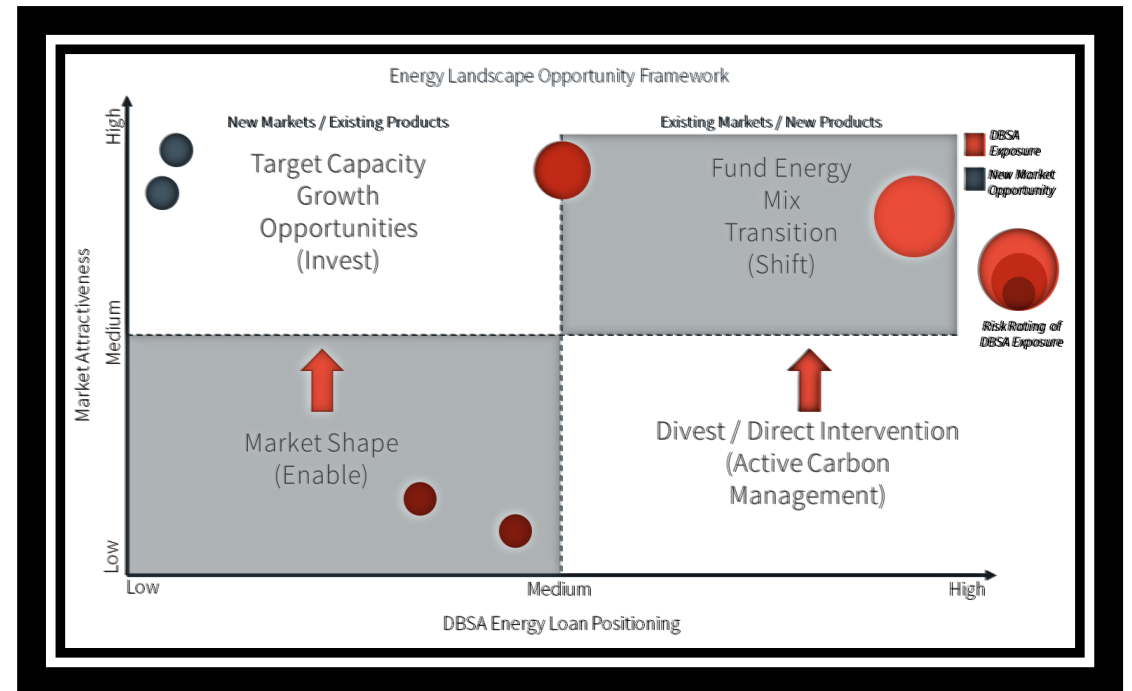 Energy Landscape Opportunity Framework
New Markets / Existing Products
Existing Markets / New Products
High
Medium
Low
Market Attractiveness
Target Capacity
Growth
Opportunities
(Invest)
Fund Energy
Mix
Transition
(Shift)
DBSA
Exposure
New Market
Opportunity
Risk Rating of
DBSA Exposure
Market Shape
(Enable)
Divest / Direct Intervention
(Active Carbon
Management)
Low
Medium
High
DBSA Energy Loan Positioning